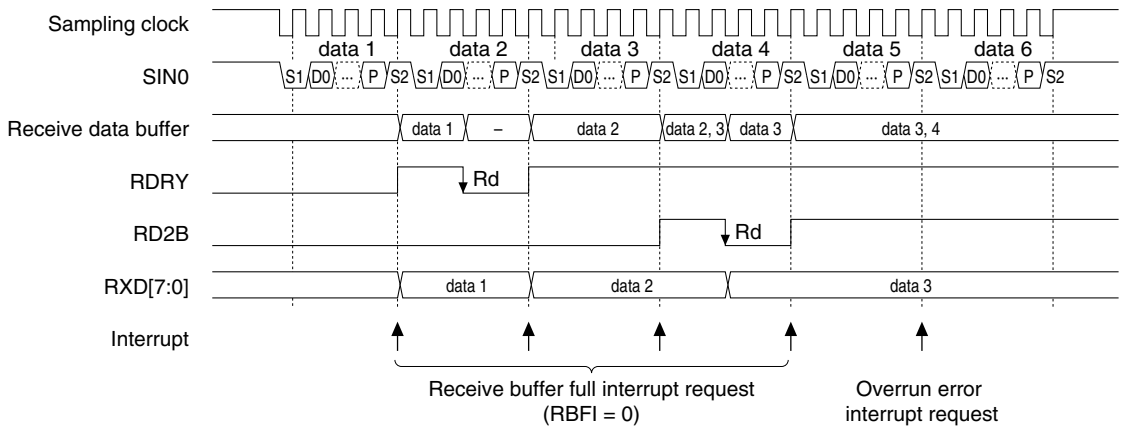 Sampling clock
data 1 data 2 data 3 data 4 data 5 data 6
SIN0 S1 D0 ... P S2 S1 D0 ... P S2 S1 D0 ... P S2 S1 D0 ... P S2 S1 D0 ... P S2 S1 D0 ... P S2
Receive data buffer data 1 – data 2 data 2, 3 data 3 data 3, 4
RDRY Rd
RD2B Rd
RXD[7:0] data 1 data 2 data 3
Interrupt
Receive buffer full interrupt request
(RBFI = 0)
Overrun error
interrupt request